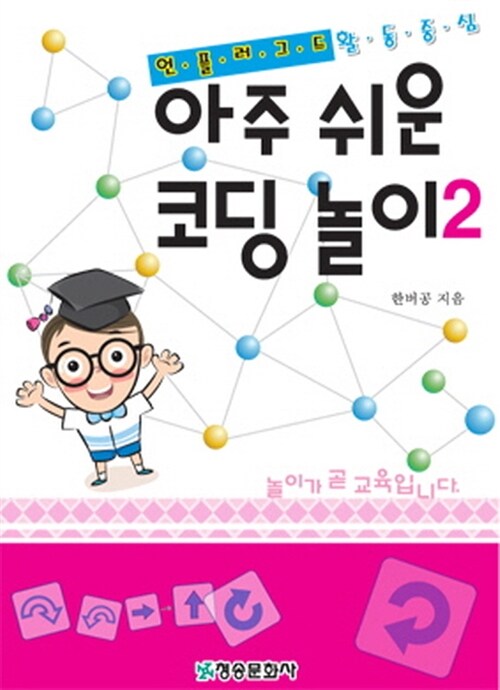 언·플·러·그·드 활·동·중·심
아주 쉬운
코딩 놀이2
한버공 지음
놀이가 곧 교육입니다.
청송문화사